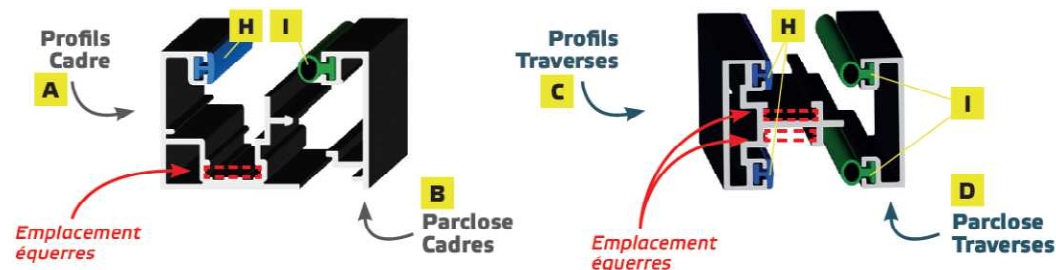 H
I
Profils
Cadre
A
Emplacement
équerres
B
Parclose
Cadres
Profils
Traverses
C
H
I
Emplacement
équerres
D
Parclose
Traverses